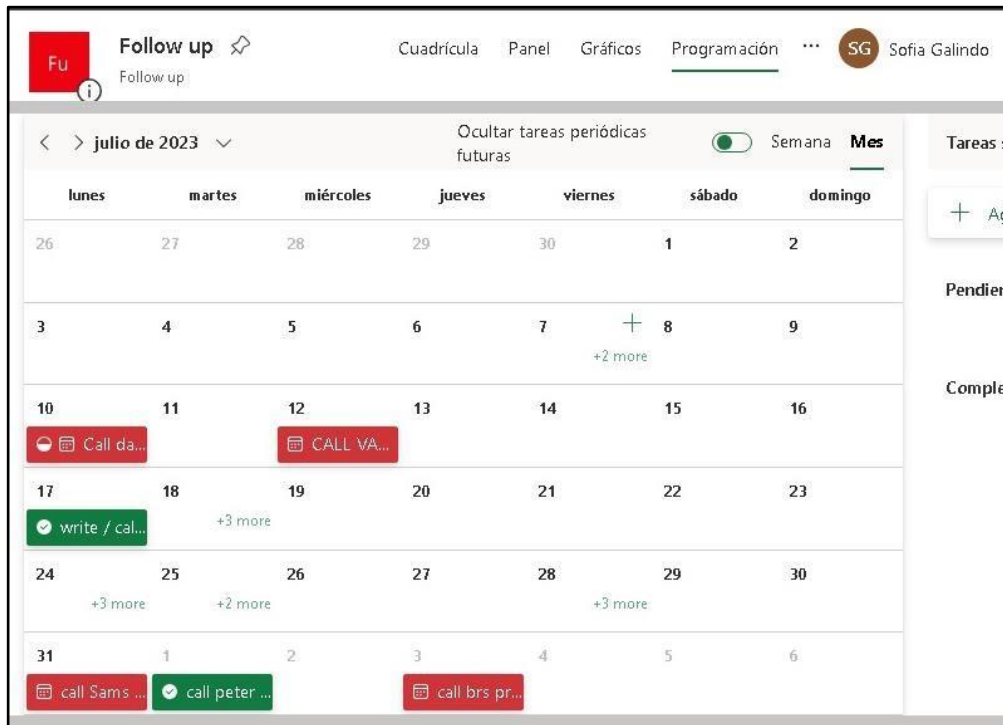 Fu
Follow up
Follow up
Cuadrícula Panel Gráficos Programación ... SG Sofia Galindo
julio de 2023
Ocultar tareas periódicas
futuras
Semana Mes
Tareas s
lunes martes miércoles jueves viernes sábado domingo
+ Ag
26 27 28 29 30 1 2
Pendier
3 4 5 6 7 + 8 9
+2 more
Comple
10 11 12 13 14 15 16
Call da... CALL VA...
17 18 19 20 21 22 23
write / cal... +3 more
24 25 26 27 28 29 30
+3 more +2 more +3 more
31 1 2 3 4 5 6
call Sams ... call peter ... call brs pr...